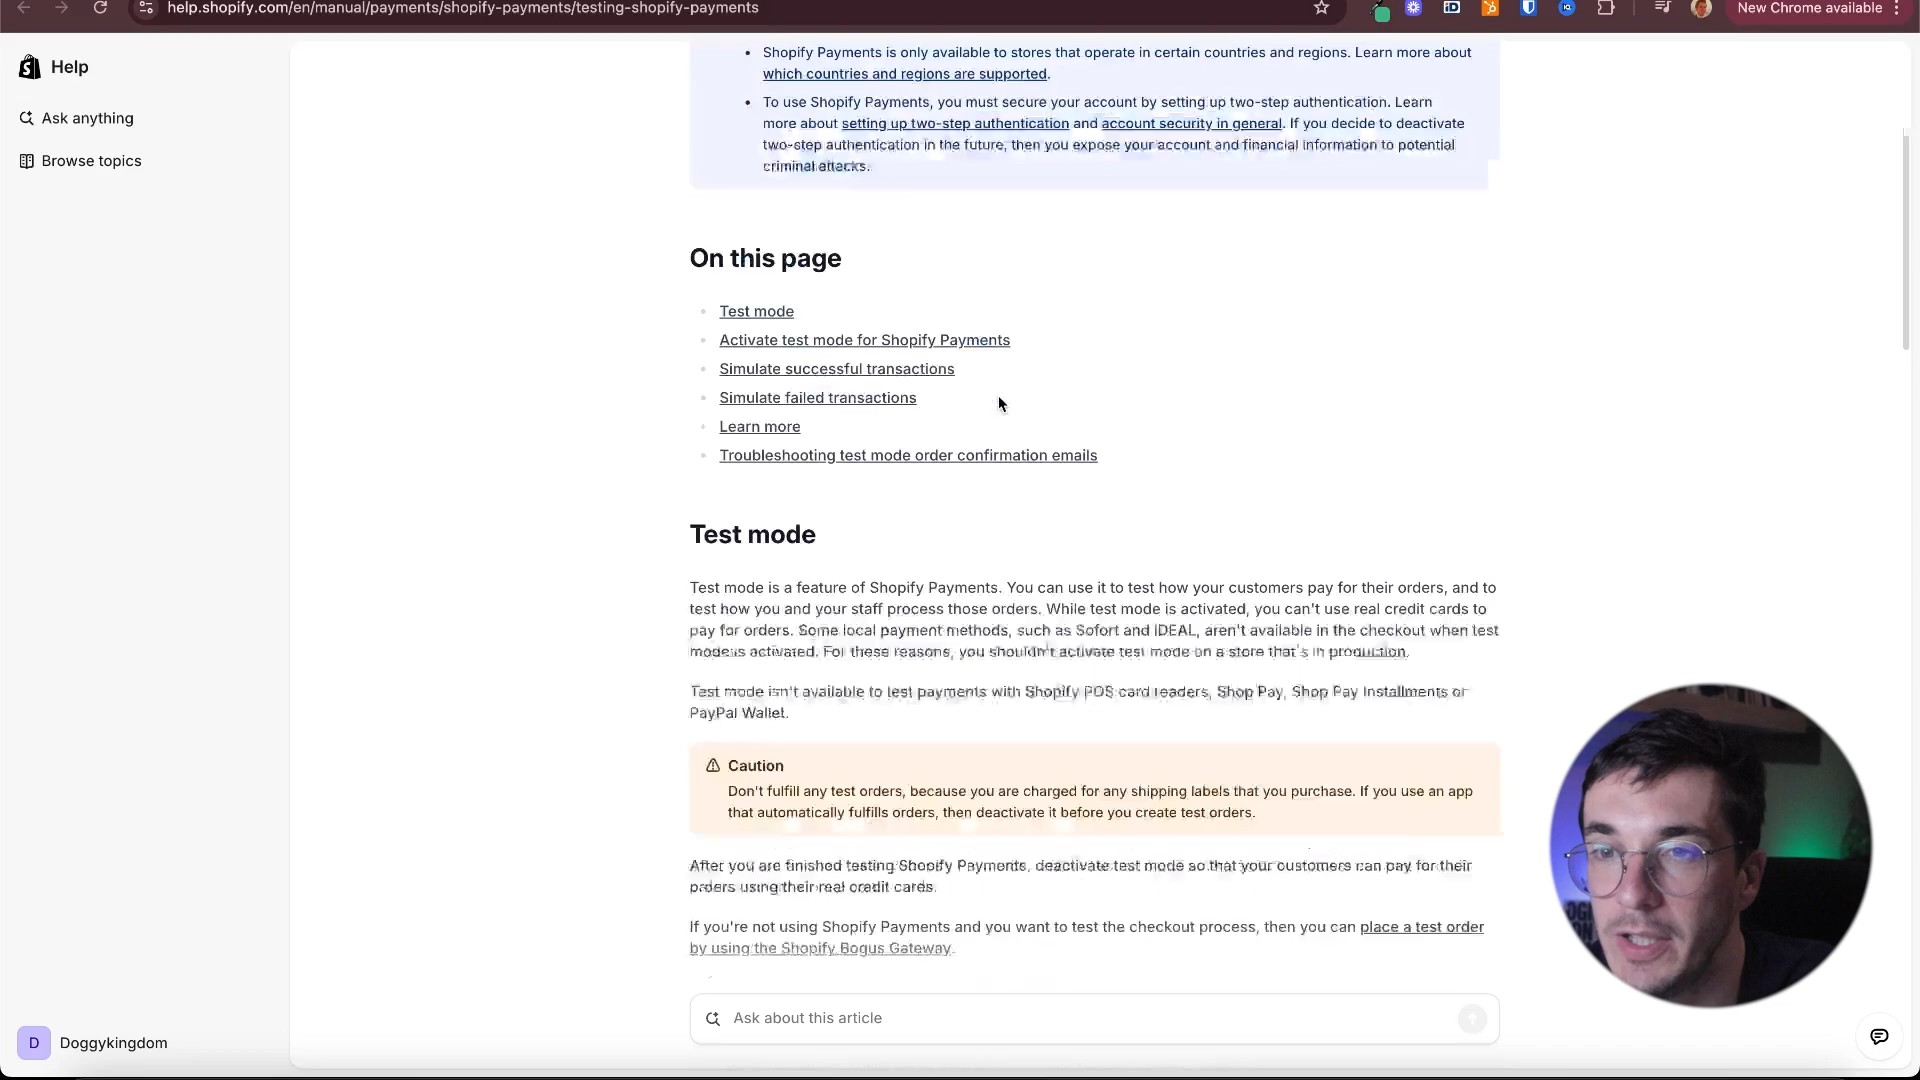 help.shopify.com/en/manual/payments/shopify-payments/testing-shopify-payments
New Chrome available
Help
Ask anything
Browse topics
Shopify Payments is only available to stores that operate in certain countries and regions. Learn more about
which countries and regions are supported.
To use Shopify Payments, you must secure your account by setting up two-step authentication. Learn
more about setting up two-step authentication and account security in general. If you decide to deactivate
two-step authentication in the future, then you expose your account and financial information to potential
criminal attacks.
On this page
Test mode
Activate test mode for Shopify Payments
Simulate successful transactions
Simulate failed transactions
Learn more
Troubleshooting test mode order confirmation emails
Test mode
Test mode is a feature of Shopify Payments. You can use it to test how your customers pay for their orders, and to
test how you and your staff process those orders. While test mode is activated, you can't use real credit cards to
pay for orders. Some local payment methods, such as Sofort and iDEAL, aren't available in the checkout when test
mode is activated. For these reasons, you shouldn't activate test mode on a store that's in production.
Test mode isn't available to test payments with Shopify POS card readers, Shop Pay, Shop Pay Installments or
PayPal Wallet.
Caution
Don't fulfill any test orders, because you are charged for any shipping labels that you purchase. If you use an app
that automatically fulfills orders, then deactivate it before you create test orders.
After you are finished testing Shopify Payments, deactivate test mode so that your customers can pay for their
orders using their real credit cards.
If you're not using Shopify Payments and you want to test the checkout process, then you can place a test order
by using the Shopify Bogus Gateway.
Ask about this article
D
Doggykingdom